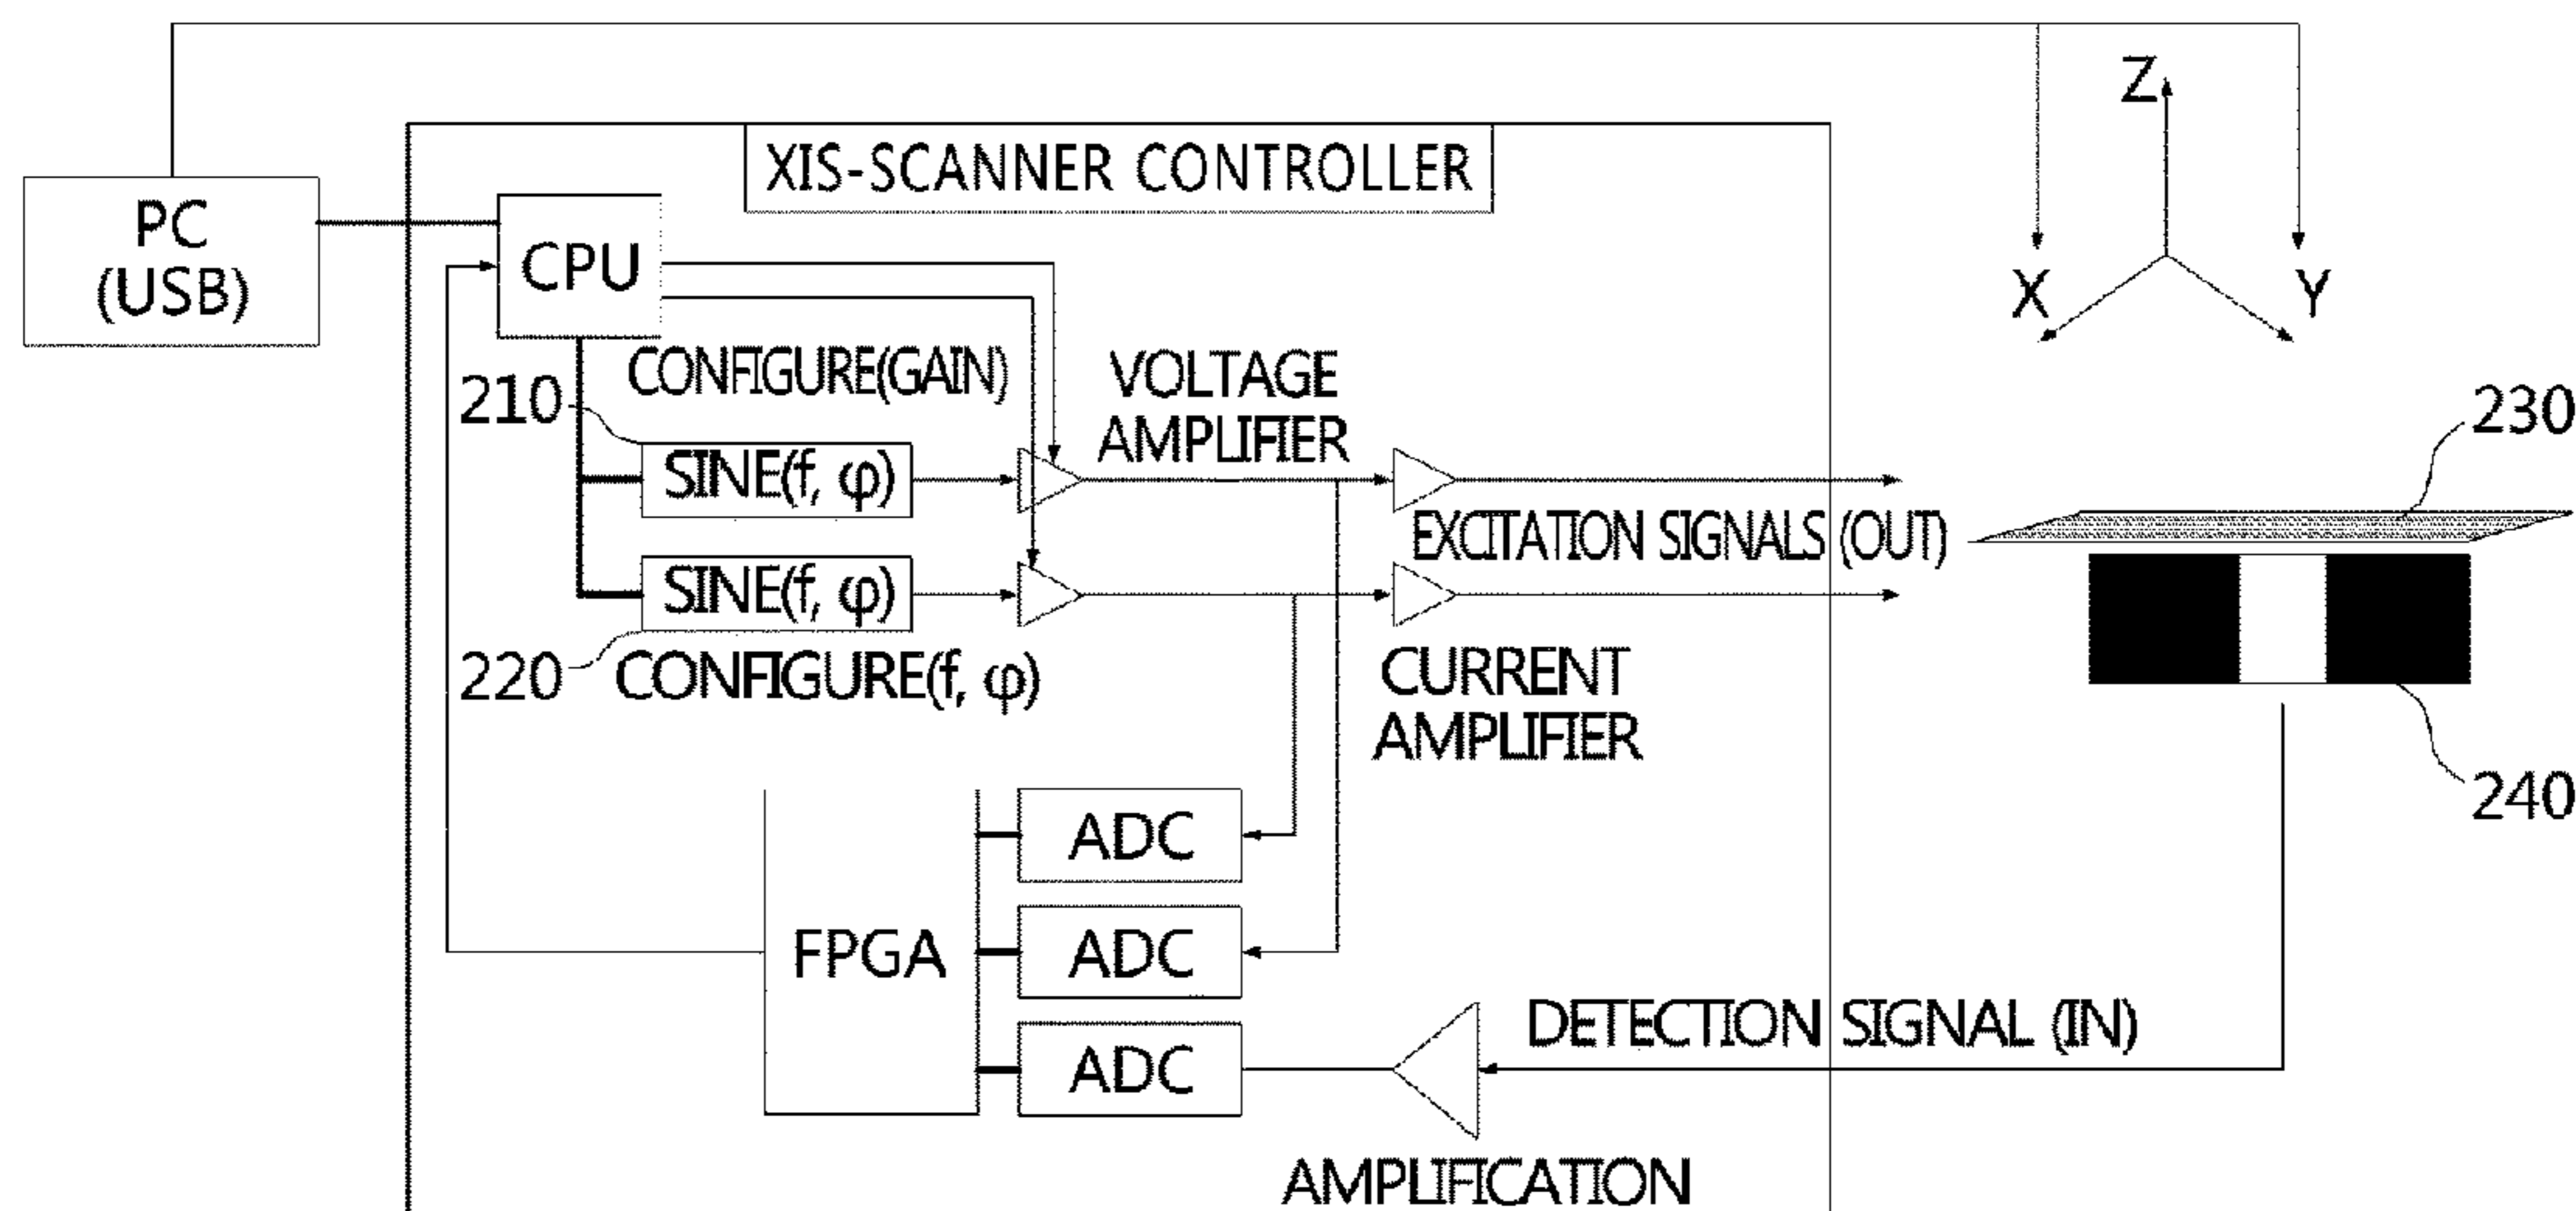 Z
XIS-SCANNER CONTROLLER
PC
(USB)
CPU
X
Y
CONFIGURE(GAIN)
VOLTAGE
AMPLIFIER
210
230
SINE(f, φ)
EXCITATION SIGNALS (OUT)
SINE(f, φ)
220
CONFIGURE(f, φ)
CURRENT
AMPLIFIER
240
ADC
FPGA
ADC
ADC
DETECTION SIGNAL (IN)
AMPLIFICATION